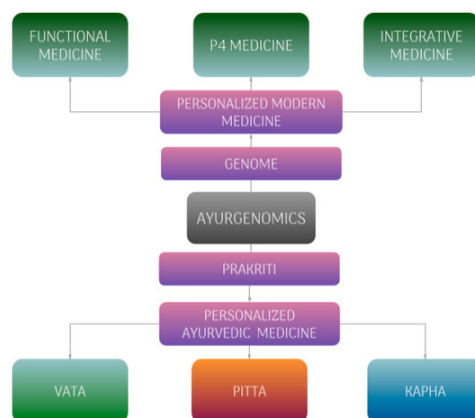 FUNCTIONAL
MEDICINE
P4 MEDICINE
INTEGRATIVE
MEDICINE
PERSONALIZED MODERN
MEDICINE
GENOME
AYURGENOMICS
PRAKRITI
PERSONALIZED
AYURVEDIC MEDICINE
VATA
PITTA
KAPHA